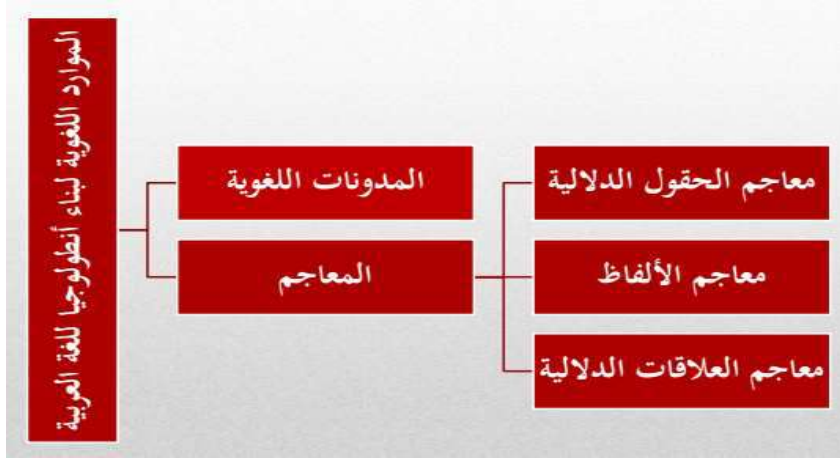 الموارد اللغوية لبناء أنطولوجيا للغة العربية
المدونات اللغوية
المعاجم
معاجم الحقول الدلالية
معاجم الألفاظ
معاجم العلاقات الدلالية